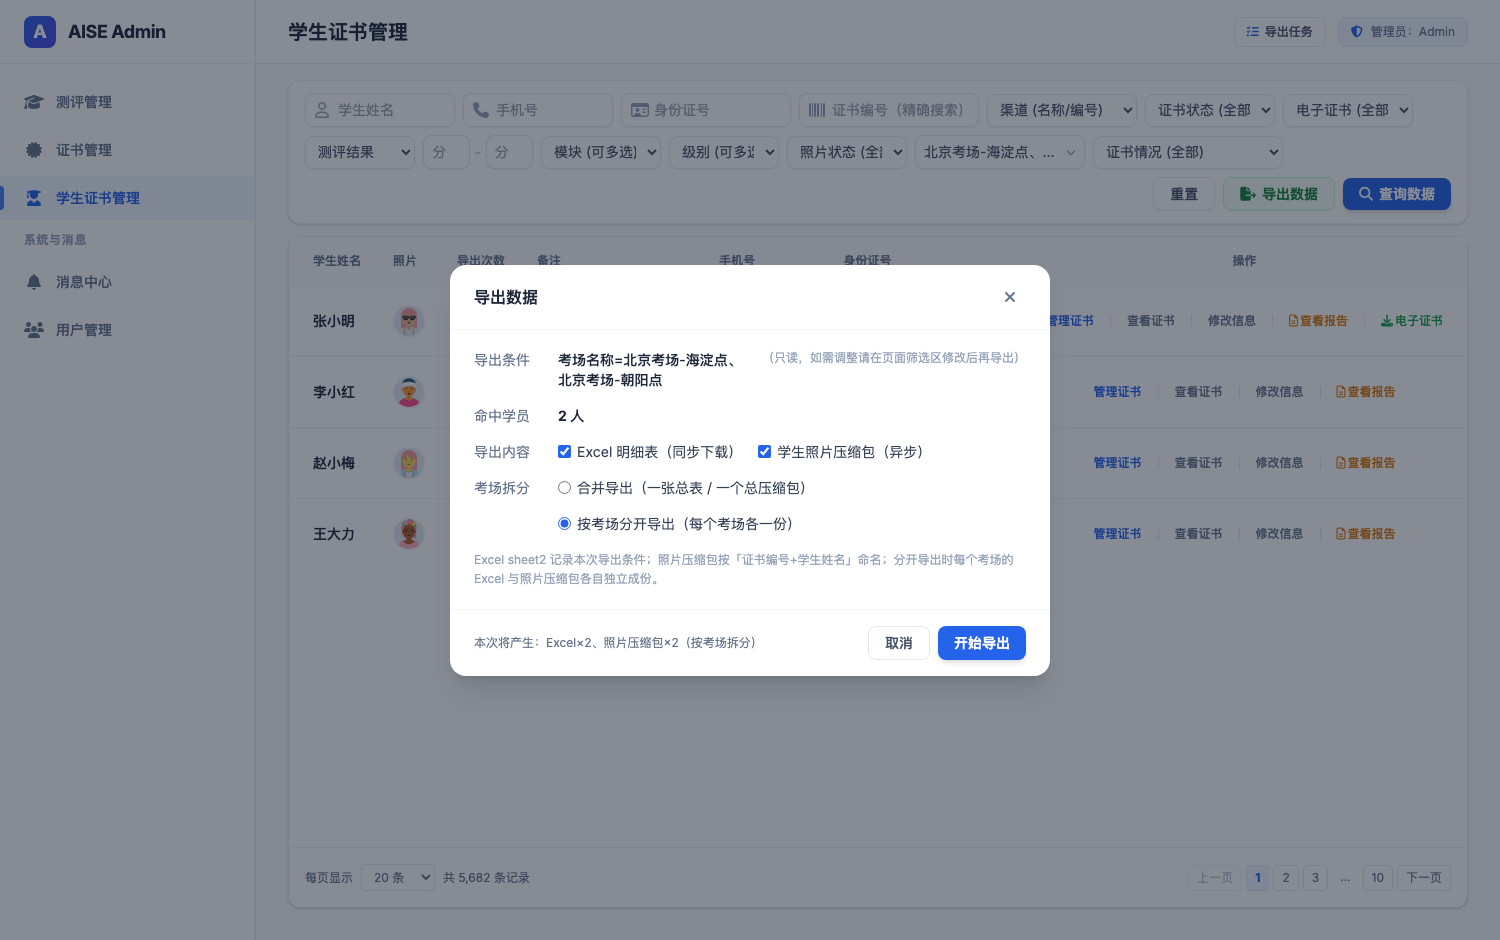 A AISE Admin
学生证书管理
导出任务
管理员：Admin
测评管理
证书管理
学生证书管理
系统与消息
消息中心
用户管理
学生姓名 手机号 身份证号 证书编号（精确搜索） 渠道 (名称/编号) 证书状态 (全部 电子证书 (全部
测评结果 分 - 分 模块 (可多选) 级别 (可多选 照片状态 (全部 北京考场-海淀点、... 证书情况 (全部)
重置 导出数据 查询数据
学生姓名 照片 导出次数 备注 手机号 身份证号 操作
张小明 管理证书 查看证书 修改信息 查看报告 电子证书
李小红 管理证书 查看证书 修改信息 查看报告
赵小梅 管理证书 查看证书 修改信息 查看报告
王大力 管理证书 查看证书 修改信息 查看报告
导出数据
导出条件 考场名称=北京考场-海淀点、 （只读，如需调整请在页面筛选区修改后再导出）
北京考场-朝阳点
命中学员 2 人
导出内容 Excel 明细表（同步下载） 学生照片压缩包（异步）
考场拆分 合并导出（一张总表 / 一个总压缩包）
按考场分开导出（每个考场各一份）
Excel sheet2 记录本次导出条件；照片压缩包按「证书编号+学生姓名」命名；分开导出时每个考场的
Excel 与照片压缩包各自独立成份。
本次将产生：Excel×2、照片压缩包×2（按考场拆分）
取消 开始导出
每页显示 20 条 共 5,682 条记录
上一页 1 2 3 ... 10 下一页